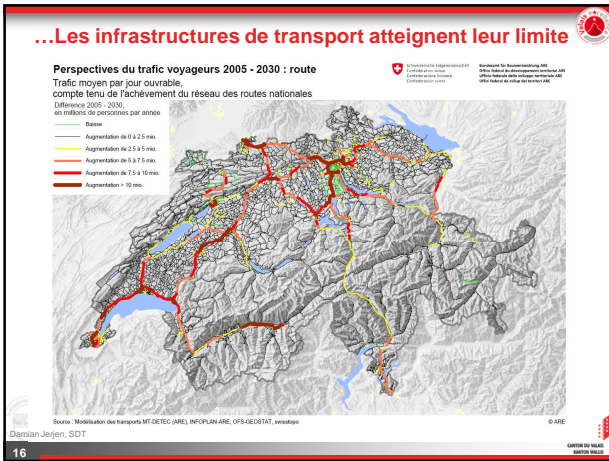 …Les infrastructures de transport atteignent leur limite
Perspectives du trafic voyageurs 2005 - 2030 : route
Trafic moyen par jour ouvrable,
compte tenu de l'achèvement du réseau des routes nationales
Différence 2005 - 2030,
en millions de personnes par année
Baisse
Augmentation de 0 à 2.5 mio.
Augmentation de 2.5 à 5 mio.
Augmentation de 5 à 7.5 mio.
Augmentation de 7.5 à 10 mio.
Augmentation > 10 mio.
Schweizerische Eidgenossenschaft
Confédération suisse
Confederazione Svizzera
Confederaziun svizra
Bundesamt für Raumentwicklung ARE
Office fédéral du développement territorial ARE
Ufficio federale dello sviluppo territoriale ARE
Uffizi federal da svilup dal territori ARE
Source : Modélisation des transports MT-DETEC (ARE), INFOPLAN-ARE, OFS-GEOSTAT, swisstopo
© ARE
Damian Jerjen, SDT
16
CANTON DU VALAIS
KANTON WALLIS